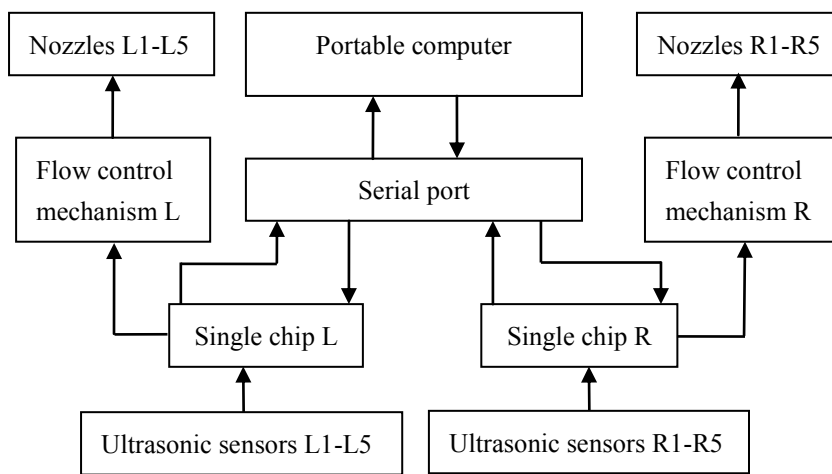 Nozzles L1-L5
Portable computer
Nozzles R1-R5
Flow control
mechanism L
Serial port
Flow control
mechanism R
Single chip L
Single chip R
Ultrasonic sensors L1-L5
Ultrasonic sensors R1-R5